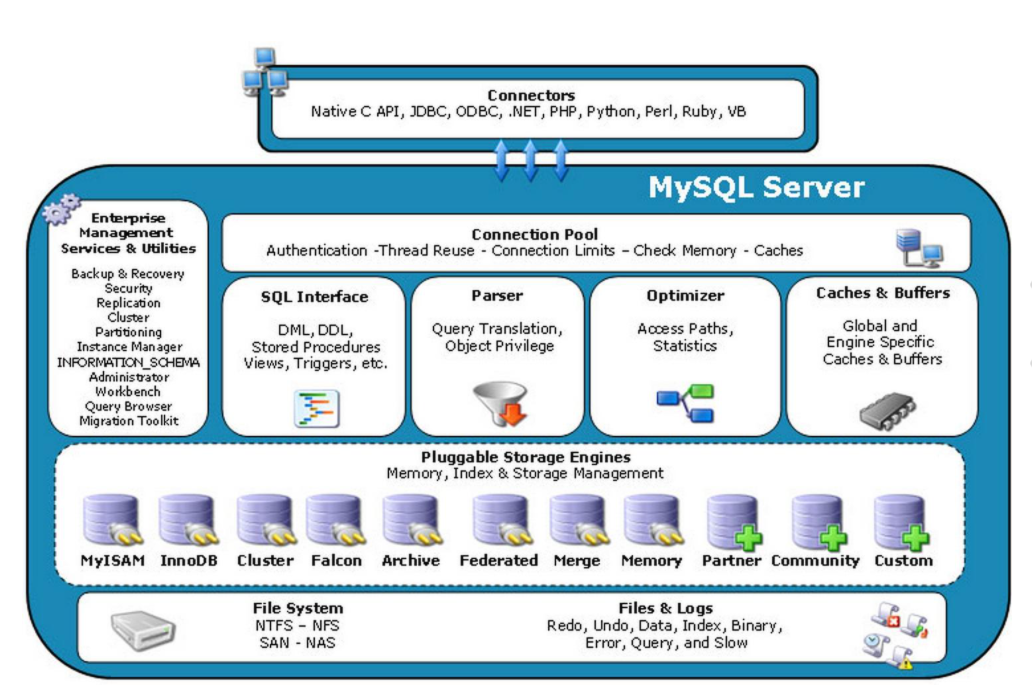 Connectors
Native C API, JDBC, ODBC, .NET, PHP, Python, Perl, Ruby, VB
MySQL Server
Enterprise
Management
Services & Utilities
Backup & Recovery
Security
Replication
Cluster
Partitioning
Instance Manager
INFORMATION_SCHEMA
Administrator
Workbench
Query Browser
Migration Toolkit
Connection Pool
Authentication -Thread Reuse - Connection Limits – Check Memory - Caches
SQL Interface
DML, DDL,
Stored Procedures
Views, Triggers, etc.
Parser
Query Translation,
Object Privilege
Optimizer
Access Paths,
Statistics
Caches & Buffers
Global and
Engine Specific
Caches & Buffers
Pluggable Storage Engines
Memory, Index & Storage Management
MyISAM InnoDB Cluster Falcon Archive Federated Merge Memory Partner Community Custom
File System
NTFS – NFS
SAN - NAS
Files & Logs
Redo, Undo, Data, Index, Binary,
Error, Query, and Slow